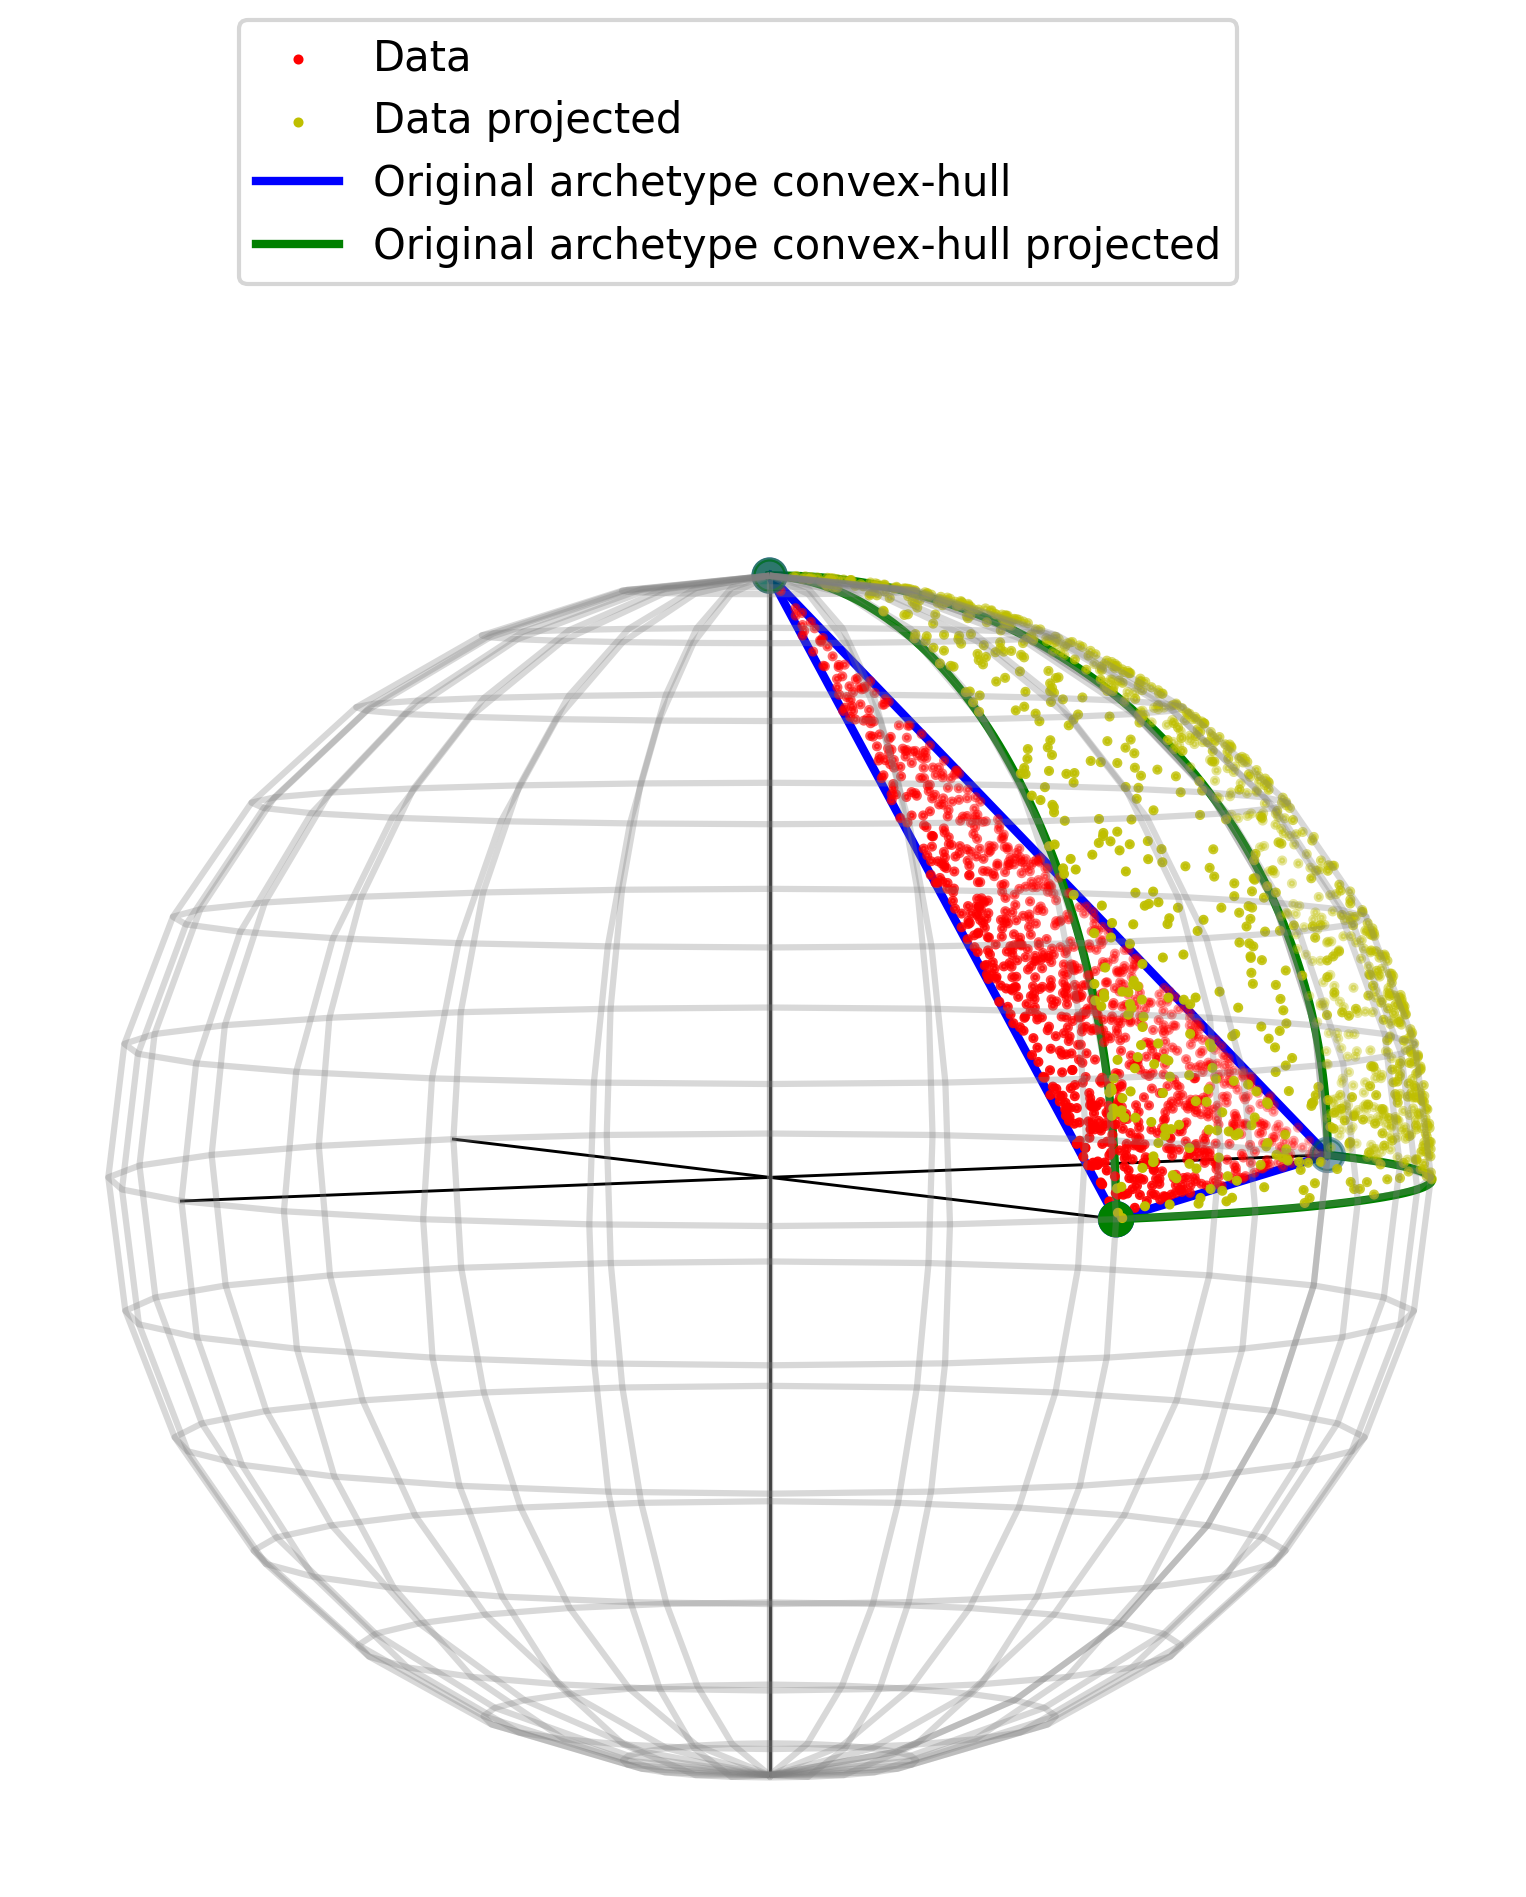 Data
Data projected
Original archetype convex-hull
Original archetype convex-hull projected